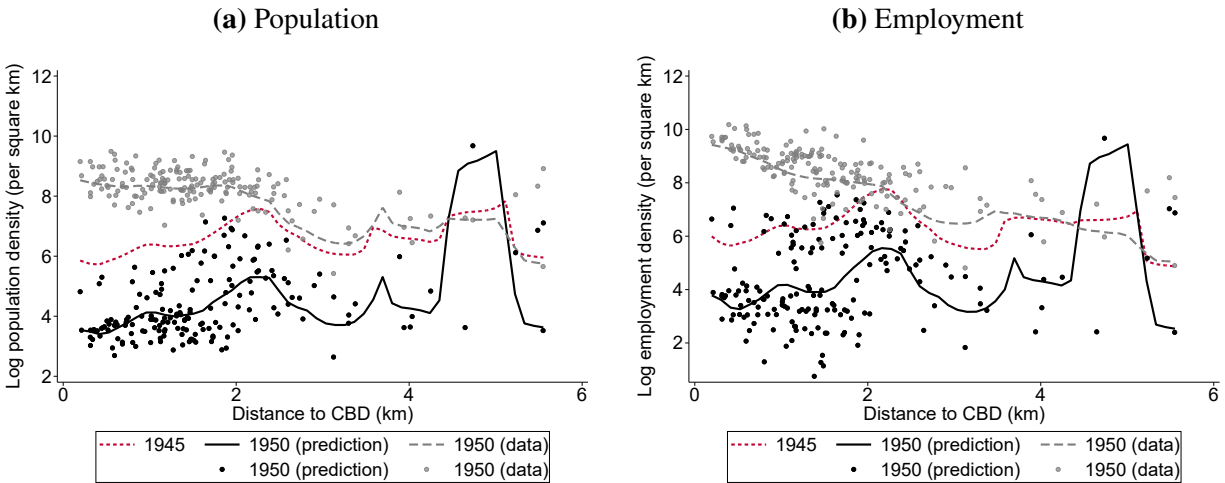 (a) Population
Log population density (per square km)
12
10
8
6
4
2
0 2 4 6
Distance to CBD (km)
1945 1950 (prediction) 1950 (data)
1950 (prediction) 1950 (data)
(b) Employment
Log employment density (per square km)
12
10
8
6
4
2
0 2 4 6
Distance to CBD (km)
1945 1950 (prediction) 1950 (data)
1950 (prediction) 1950 (data)